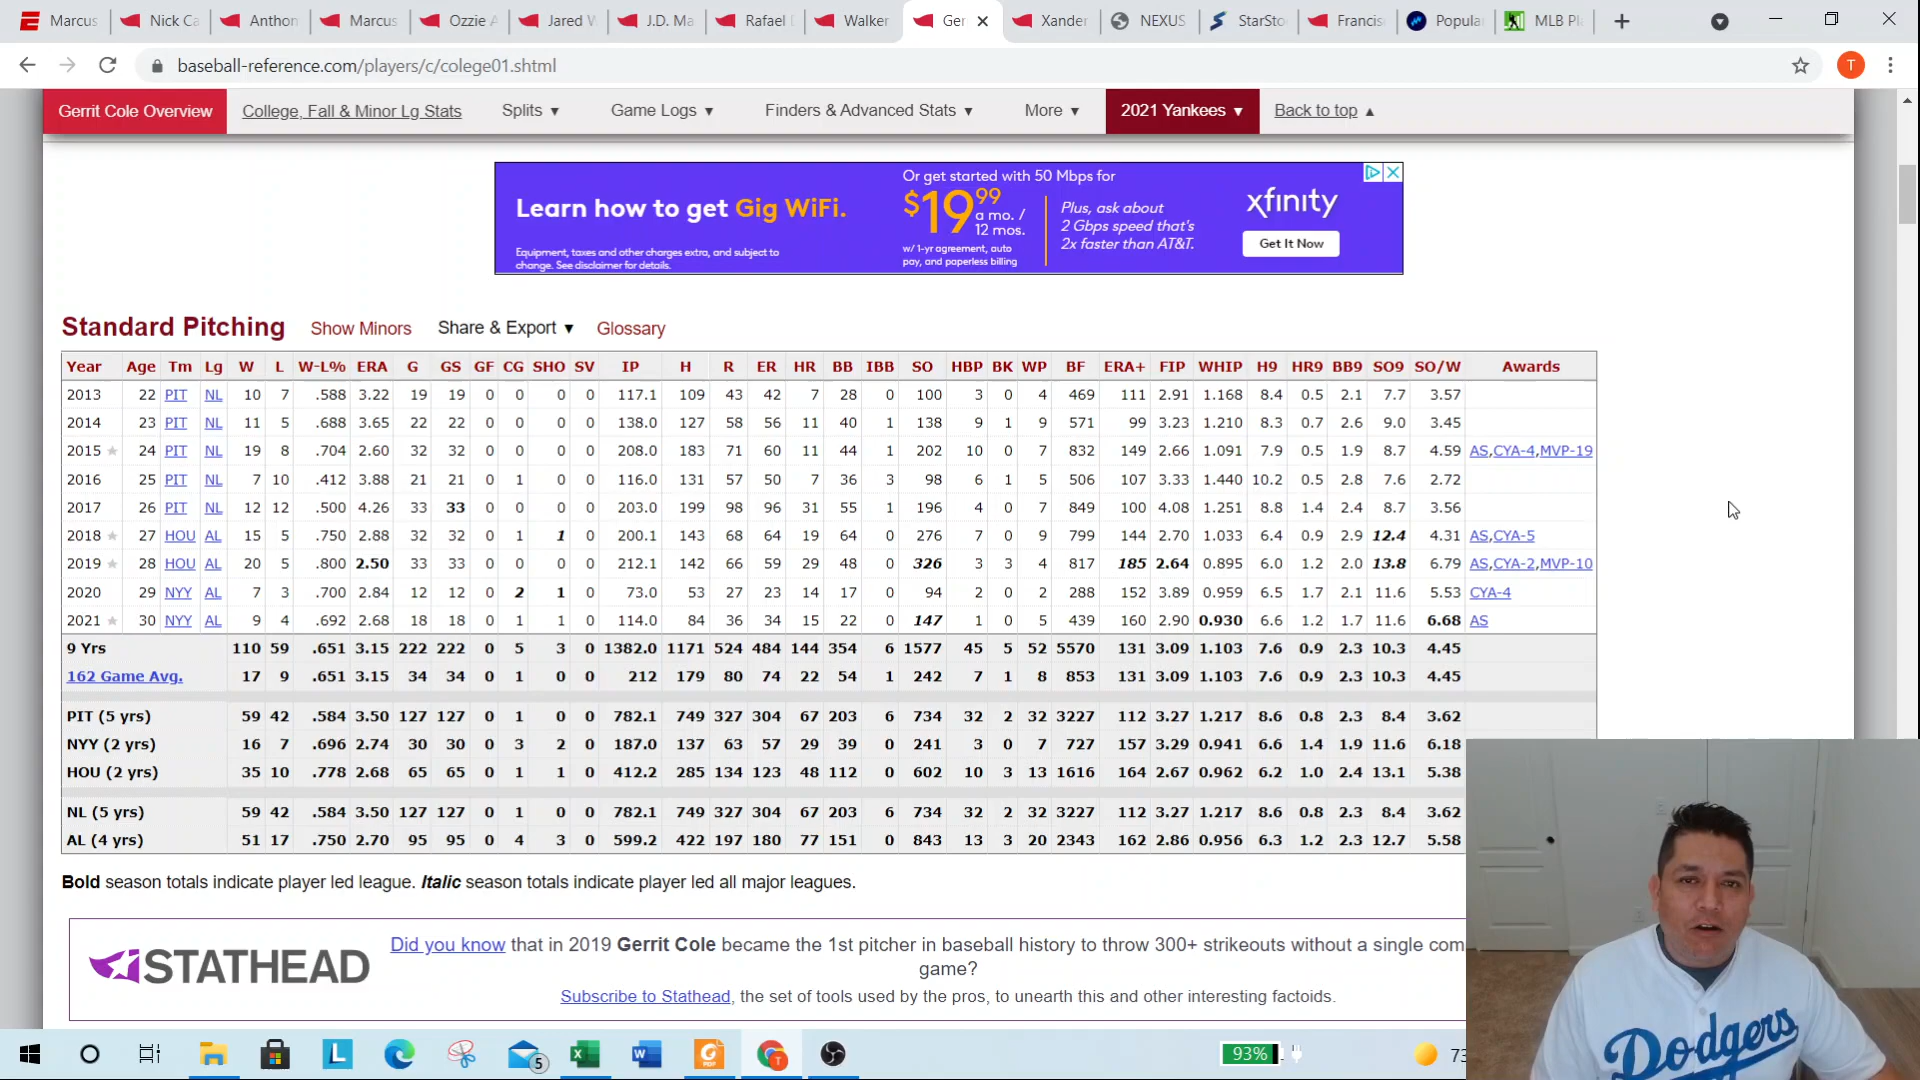 Marcus Nick Ca Anthon Marcus Ozzie A Jared W J.D. Ma Rafael Walker Ger Xander NEXUS StarSto Francis Popula MLB Pl
baseball-reference.com/players/c/colege01.shtml T
Gerrit Cole Overview College, Fall & Minor Lg Stats Splits ▼ Game Logs ▼ Finders & Advanced Stats ▼ More ▼ 2021 Yankees ▼ Back to top ▲
Learn how to get Gig WiFi.
Equipment, taxes and other charges extra, and subject to
change. See disclaimer for details.
Or get started with 50 Mbps for
$19.99
a mo. /
12 mos.
w/ 1-yr agreement, auto
pay, and paperless billing
Plus, ask about
2 Gbps speed that's
2x faster than AT&T.
xfinity
Get It Now
Standard Pitching Show Minors Share & Export ▼ Glossary
Year Age Tm Lg W L W-L% ERA G GS GF CG SHO SV IP H R ER HR BB IBB SO HBP BK WP BF ERA+ FIP WHIP H9 HR9 BB9 SO9 SO/W Awards
2013 22 PIT NL 10 7 .588 3.22 19 19 0 0 0 0 117.1 109 43 42 7 28 0 100 3 0 4 469 111 2.91 1.168 8.4 0.5 2.1 7.7 3.57
2014 23 PIT NL 11 5 .688 3.65 22 22 0 0 0 0 138.0 127 58 56 11 40 1 138 9 1 9 571 99 3.23 1.210 8.3 0.7 2.6 9.0 3.45
2015 ★ 24 PIT NL 19 8 .704 2.60 32 32 0 0 0 0 208.0 183 71 60 11 44 1 202 10 0 7 832 149 2.66 1.091 7.9 0.5 1.9 8.7 4.59 AS,CYA-4,MVP-19
2016 25 PIT NL 7 10 .412 3.88 21 21 0 1 0 0 116.0 131 57 50 7 36 3 98 6 1 5 506 107 3.33 1.440 10.2 0.5 2.8 7.6 2.72
2017 26 PIT NL 12 12 .500 4.26 33 33 0 0 0 0 203.0 199 98 96 31 55 1 196 4 0 7 849 100 4.08 1.251 8.8 1.4 2.4 8.7 3.56
2018 ★ 27 HOU AL 15 5 .750 2.88 32 32 0 1 1 0 200.1 143 68 64 19 64 0 276 7 0 9 799 144 2.70 1.033 6.4 0.9 2.9 12.4 4.31 AS,CYA-5
2019 ★ 28 HOU AL 20 5 .800 2.50 33 33 0 0 0 0 212.1 142 66 59 29 48 0 326 3 3 4 817 185 2.64 0.895 6.0 1.2 2.0 13.8 6.79 AS,CYA-2,MVP-10
2020 29 NYY AL 7 3 .700 2.84 12 12 0 2 1 0 73.0 53 27 23 14 17 0 94 2 0 2 288 152 3.89 0.959 6.5 1.7 2.1 11.6 5.53 CYA-4
2021 ★ 30 NYY AL 9 4 .692 2.68 18 18 0 1 1 0 114.0 84 36 34 15 22 0 147 1 0 5 439 160 2.90 0.930 6.6 1.2 1.7 11.6 6.68 AS
9 Yrs 110 59 .651 3.15 222 222 0 5 3 0 1382.0 1171 524 484 144 354 6 1577 45 5 52 5570 131 3.09 1.103 7.6 0.9 2.3 10.3 4.45
162 Game Avg. 17 9 .651 3.15 34 34 0 1 0 0 212 179 80 74 22 54 1 242 7 1 8 853 131 3.09 1.103 7.6 0.9 2.3 10.3 4.45
PIT (5 yrs) 59 42 .584 3.50 127 127 0 1 0 0 782.1 749 327 304 67 203 6 734 32 2 32 3227 112 3.27 1.217 8.6 0.8 2.3 8.4 3.62
NYY (2 yrs) 16 7 .696 2.74 30 30 0 3 2 0 187.0 137 63 57 29 39 0 241 3 0 7 727 157 3.29 0.941 6.6 1.4 1.9 11.6 6.18
HOU (2 yrs) 35 10 .778 2.68 65 65 0 1 1 0 412.2 285 134 123 48 112 0 602 10 3 13 1616 164 2.67 0.962 6.2 1.0 2.4 13.1 5.38
NL (5 yrs) 59 42 .584 3.50 127 127 0 1 0 0 782.1 749 327 304 67 203 6 734 32 2 32 3227 112 3.27 1.217 8.6 0.8 2.3 8.4 3.62
AL (4 yrs) 51 17 .750 2.70 95 95 0 4 3 0 599.2 422 197 180 77 151 0 843 13 3 20 2343 162 2.86 0.956 6.3 1.2 2.3 12.7 5.58
Bold season totals indicate player led league. Italic season totals indicate player led all major leagues.
STATHEAD
Did you know that in 2019 Gerrit Cole became the 1st pitcher in baseball history to throw 300+ strikeouts without a single com
game?
Subscribe to Stathead, the set of tools used by the pros, to unearth this and other interesting factoids.
Dodgers
L 5 93% 73